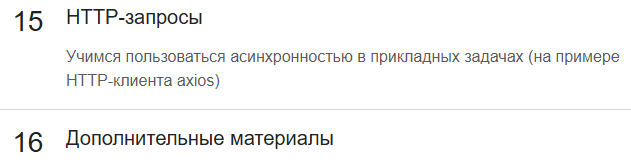 15 HTTP-запросы
Учимся пользоваться асинхронностью в прикладных задачах (на примере
HTTP-клиента axios)
16 Дополнительные материалы